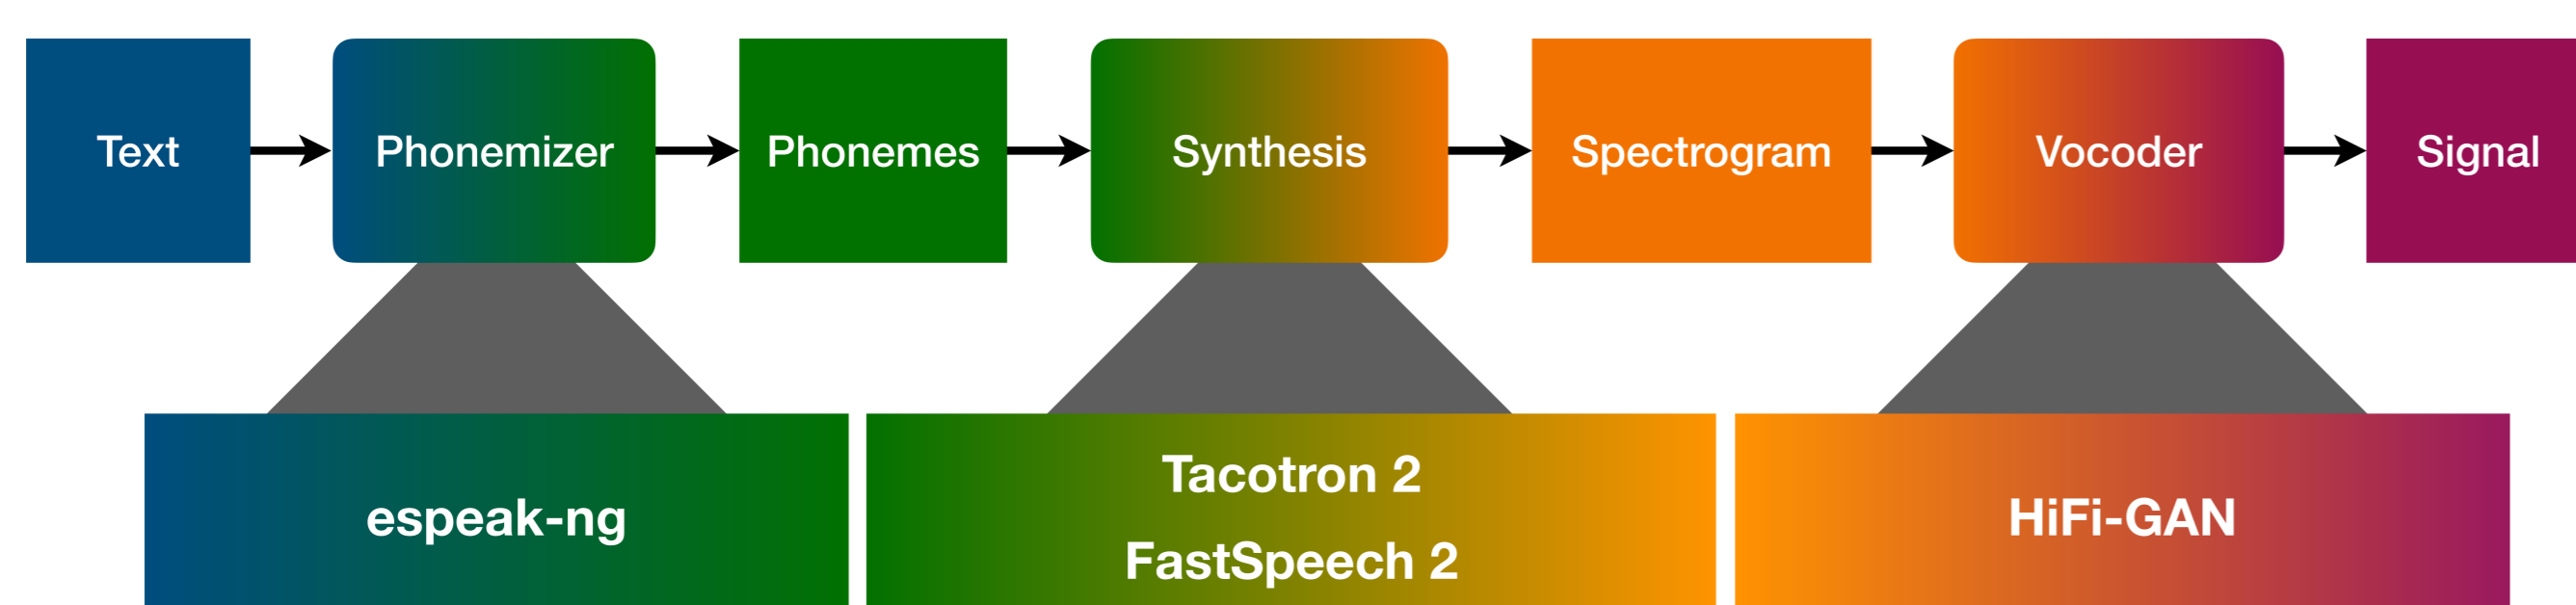 Text
Phonemizer
Phonemes
Synthesis
Spectrogram
Vocoder
Signal
espeak-ng
Tacotron 2
FastSpeech 2
HiFi-GAN